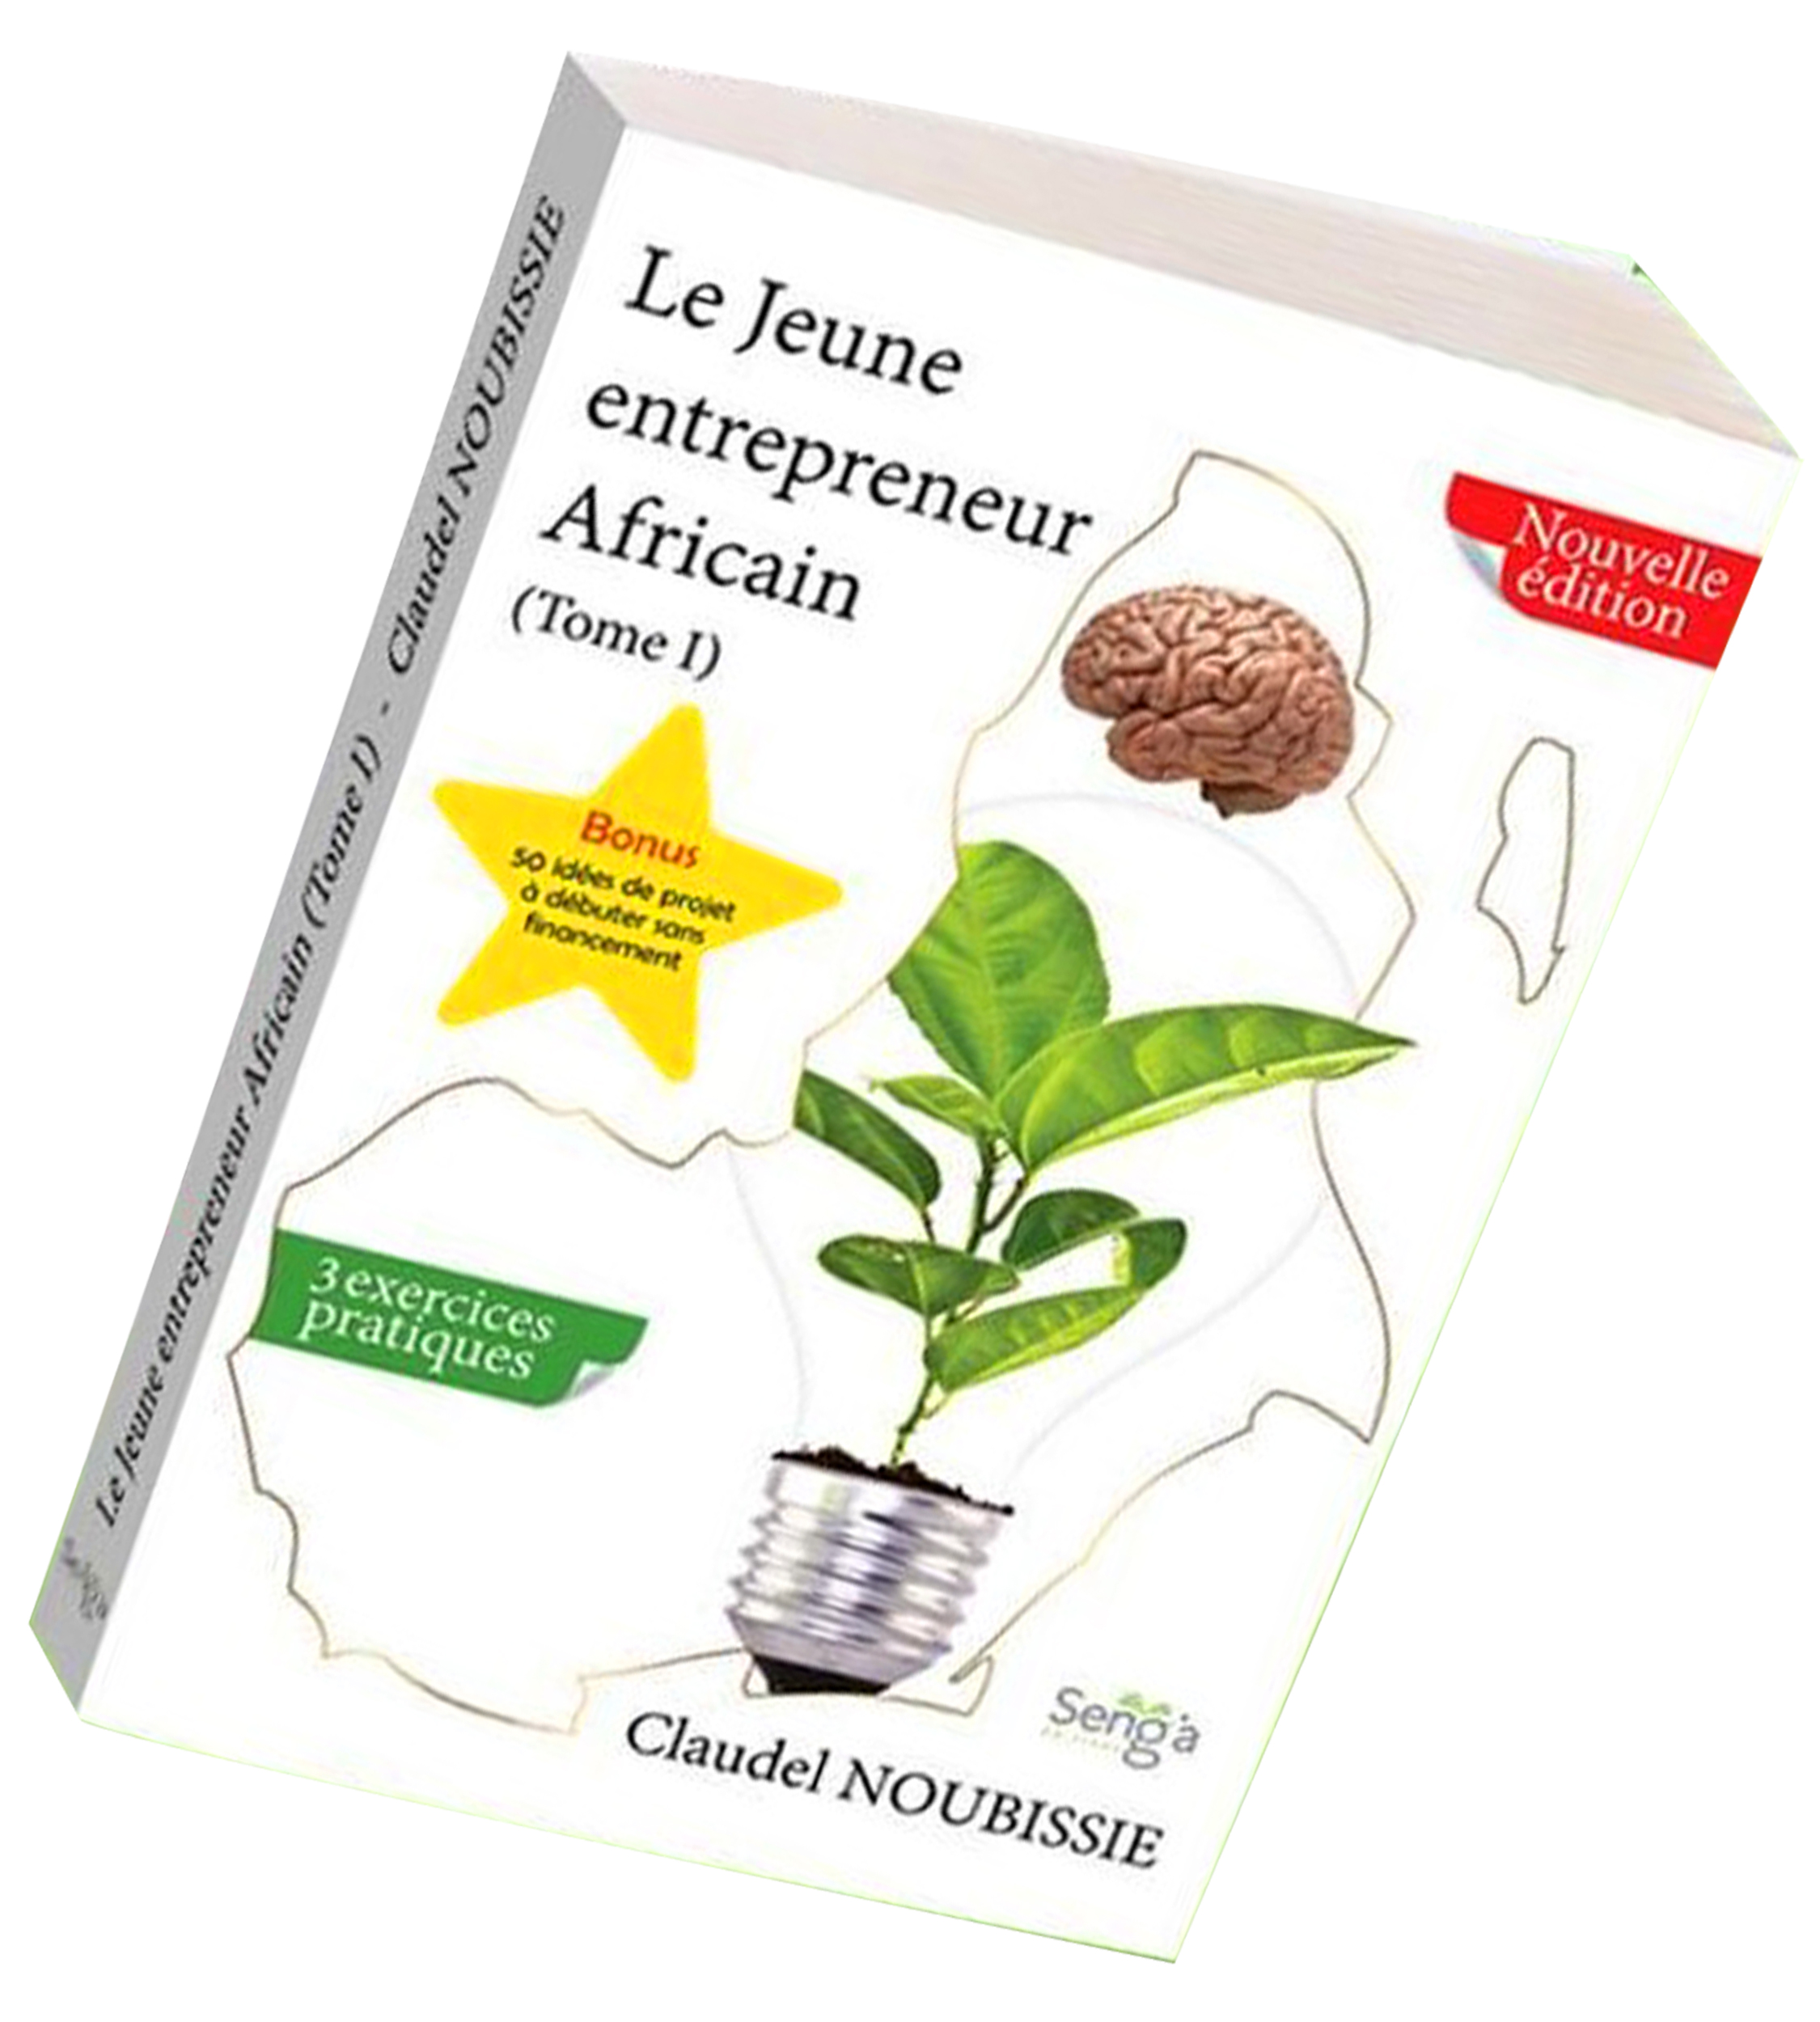 Le Jeune
entrepreneur
Africain
(Tome I)
Nouvelle
édition
Bonus
50 idées de projet
à débuter sans
financement
3 exercices
pratiques
Seng'a
Claudel NOUBISSIE
Le Jeune entrepreneur Africain (Tome I) - Claudel NOUBISSIE